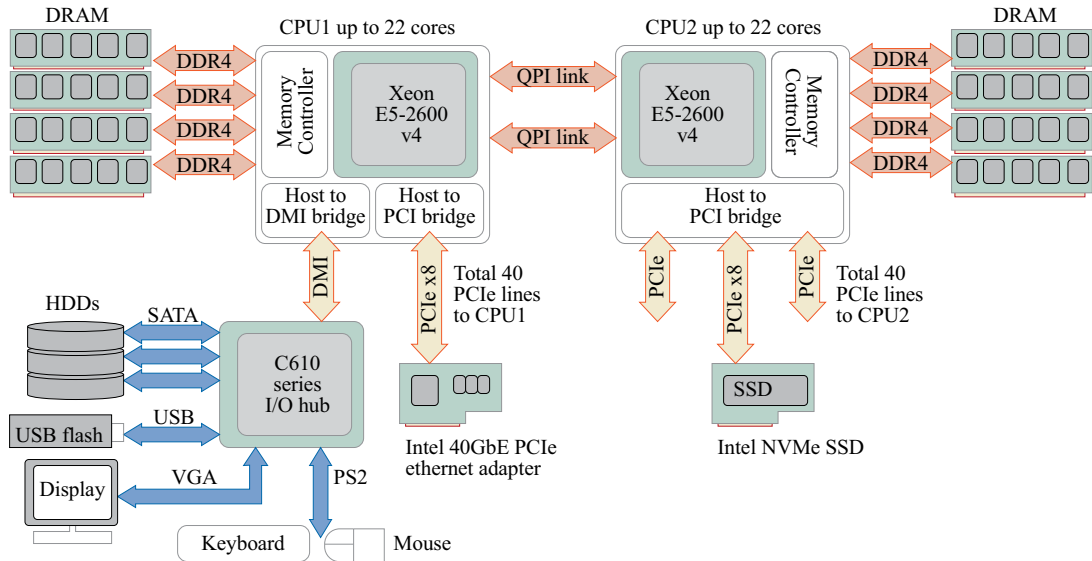 DRAM
CPU1 up to 22 cores
CPU2 up to 22 cores
DRAM
DDR4
DDR4
DDR4
DDR4
Memory
Controller
Xeon
E5-2600
v4
Host to
DMI bridge
Host to
PCI bridge
QPI link
QPI link
Xeon
E5-2600
v4
Memory
Controller
Host to
PCI bridge
DDR4
DDR4
DDR4
DDR4
DMI
PCIe x8
Total 40
PCIe lines
to CPU1
PCIe
PCIe x8
PCIe
Total 40
PCIe lines
to CPU2
HDDs
SATA
C610
series
I/O hub
USB flash
USB
Display
VGA
PS2
Keyboard
Mouse
Intel 40GbE PCIe
ethernet adapter
SSD
Intel NVMe SSD